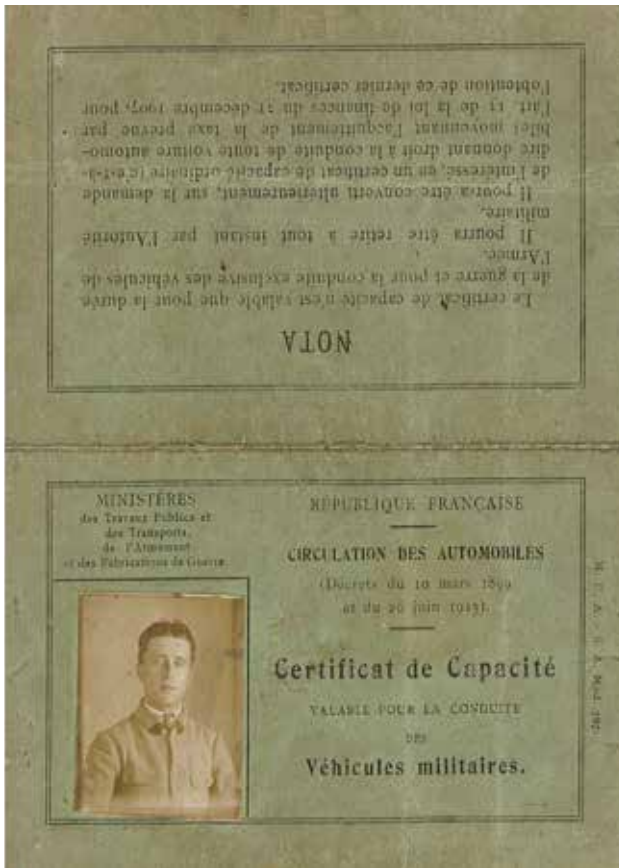 NOTA
Le certificat de capacité n'est valable que pour la durée
de la guerre et pour la conduite exclusive des véhicules de
l'Armée.
Il pourra être retiré à tout instant par l'Autorité
militaire.
Il pourra être converti ultérieurement, sur la demande
de l'intéressé, en un certificat de capacité ordinaire (c'est-à-
dire donnant droit à la conduite de toute voiture automo-
bile) moyennant l'acquittement de la taxe prévue par
l'art. 11 de la loi de finances du 31 décembre 1907, pour
l'obtention de ce dernier certificat.
MINISTÈRES
des Travaux Publics et
des Transports,
de l'Armement
et des Fabrications de Guerre
RÉPUBLIQUE FRANÇAISE
CIRCULATION DES AUTOMOBILES
(Décrets du 10 mars 1899
et du 26 juin 1913).
Certificat de Capacité
VALABLE POUR LA CONDUITE
DES
Véhicules militaires.